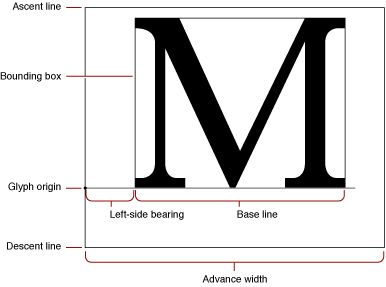 Ascent line
M
Bounding box
Glyph origin
Left-side bearing
Base line
Descent line
Advance width